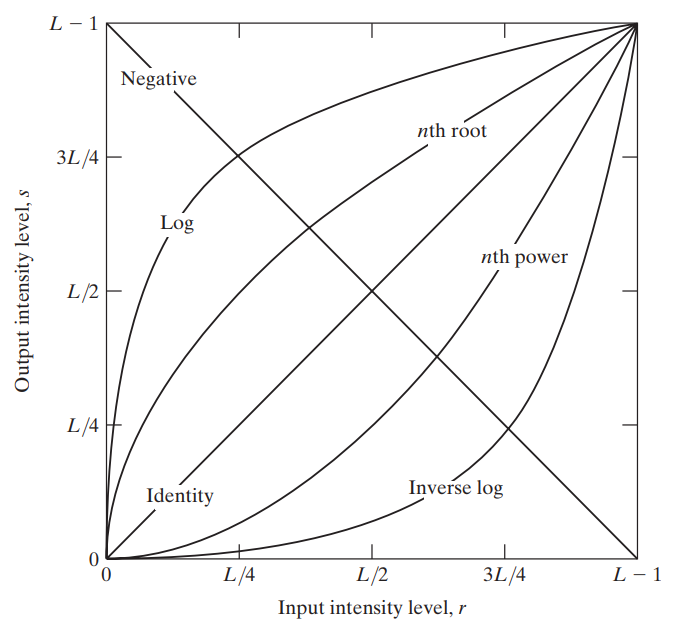 L − 1
Negative
nth root
3L/4
Log
nth power
L/2
Output intensity level, s
L/4
Identity
Inverse log
0
0
L/4
L/2
3L/4
L − 1
Input intensity level, r